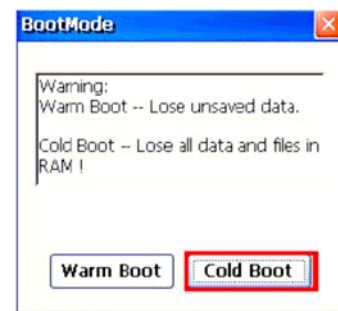 BootMode
Warning:
Warm Boot -- Lose unsaved data.
Cold Boot -- Lose all data and files in
RAM !
Warm Boot
Cold Boot